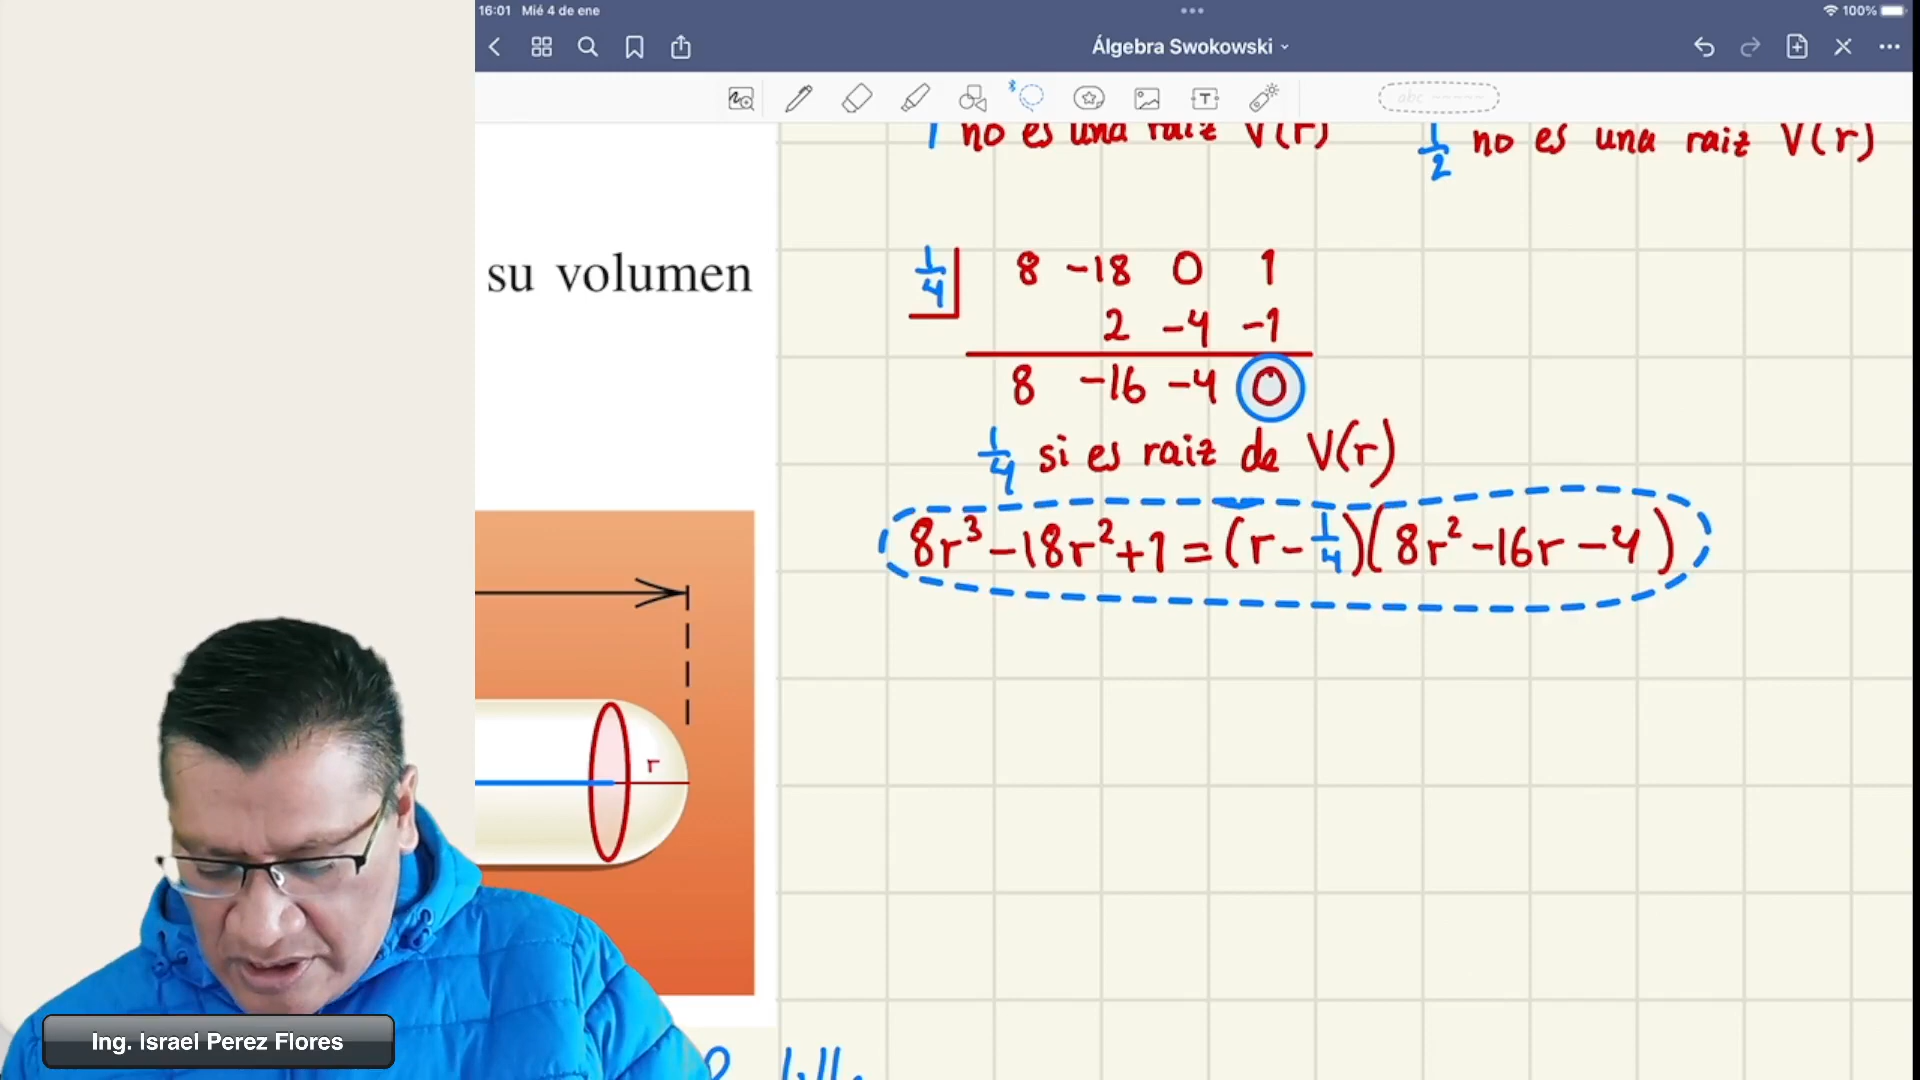 16:01 Mié 4 de ene
100%
Álgebra Swokowski
abc
1 no es una raiz V(r)
1/2 no es una raiz V(r)
su volumen
1/4 8 -18 0 1
2 -4 -1
8 -16 -4 0
1/4 si es raiz de V(r)
8r³-18r²+1=(r-1/4)(8r²-16r-4)
r
Ing. Israel Perez Flores